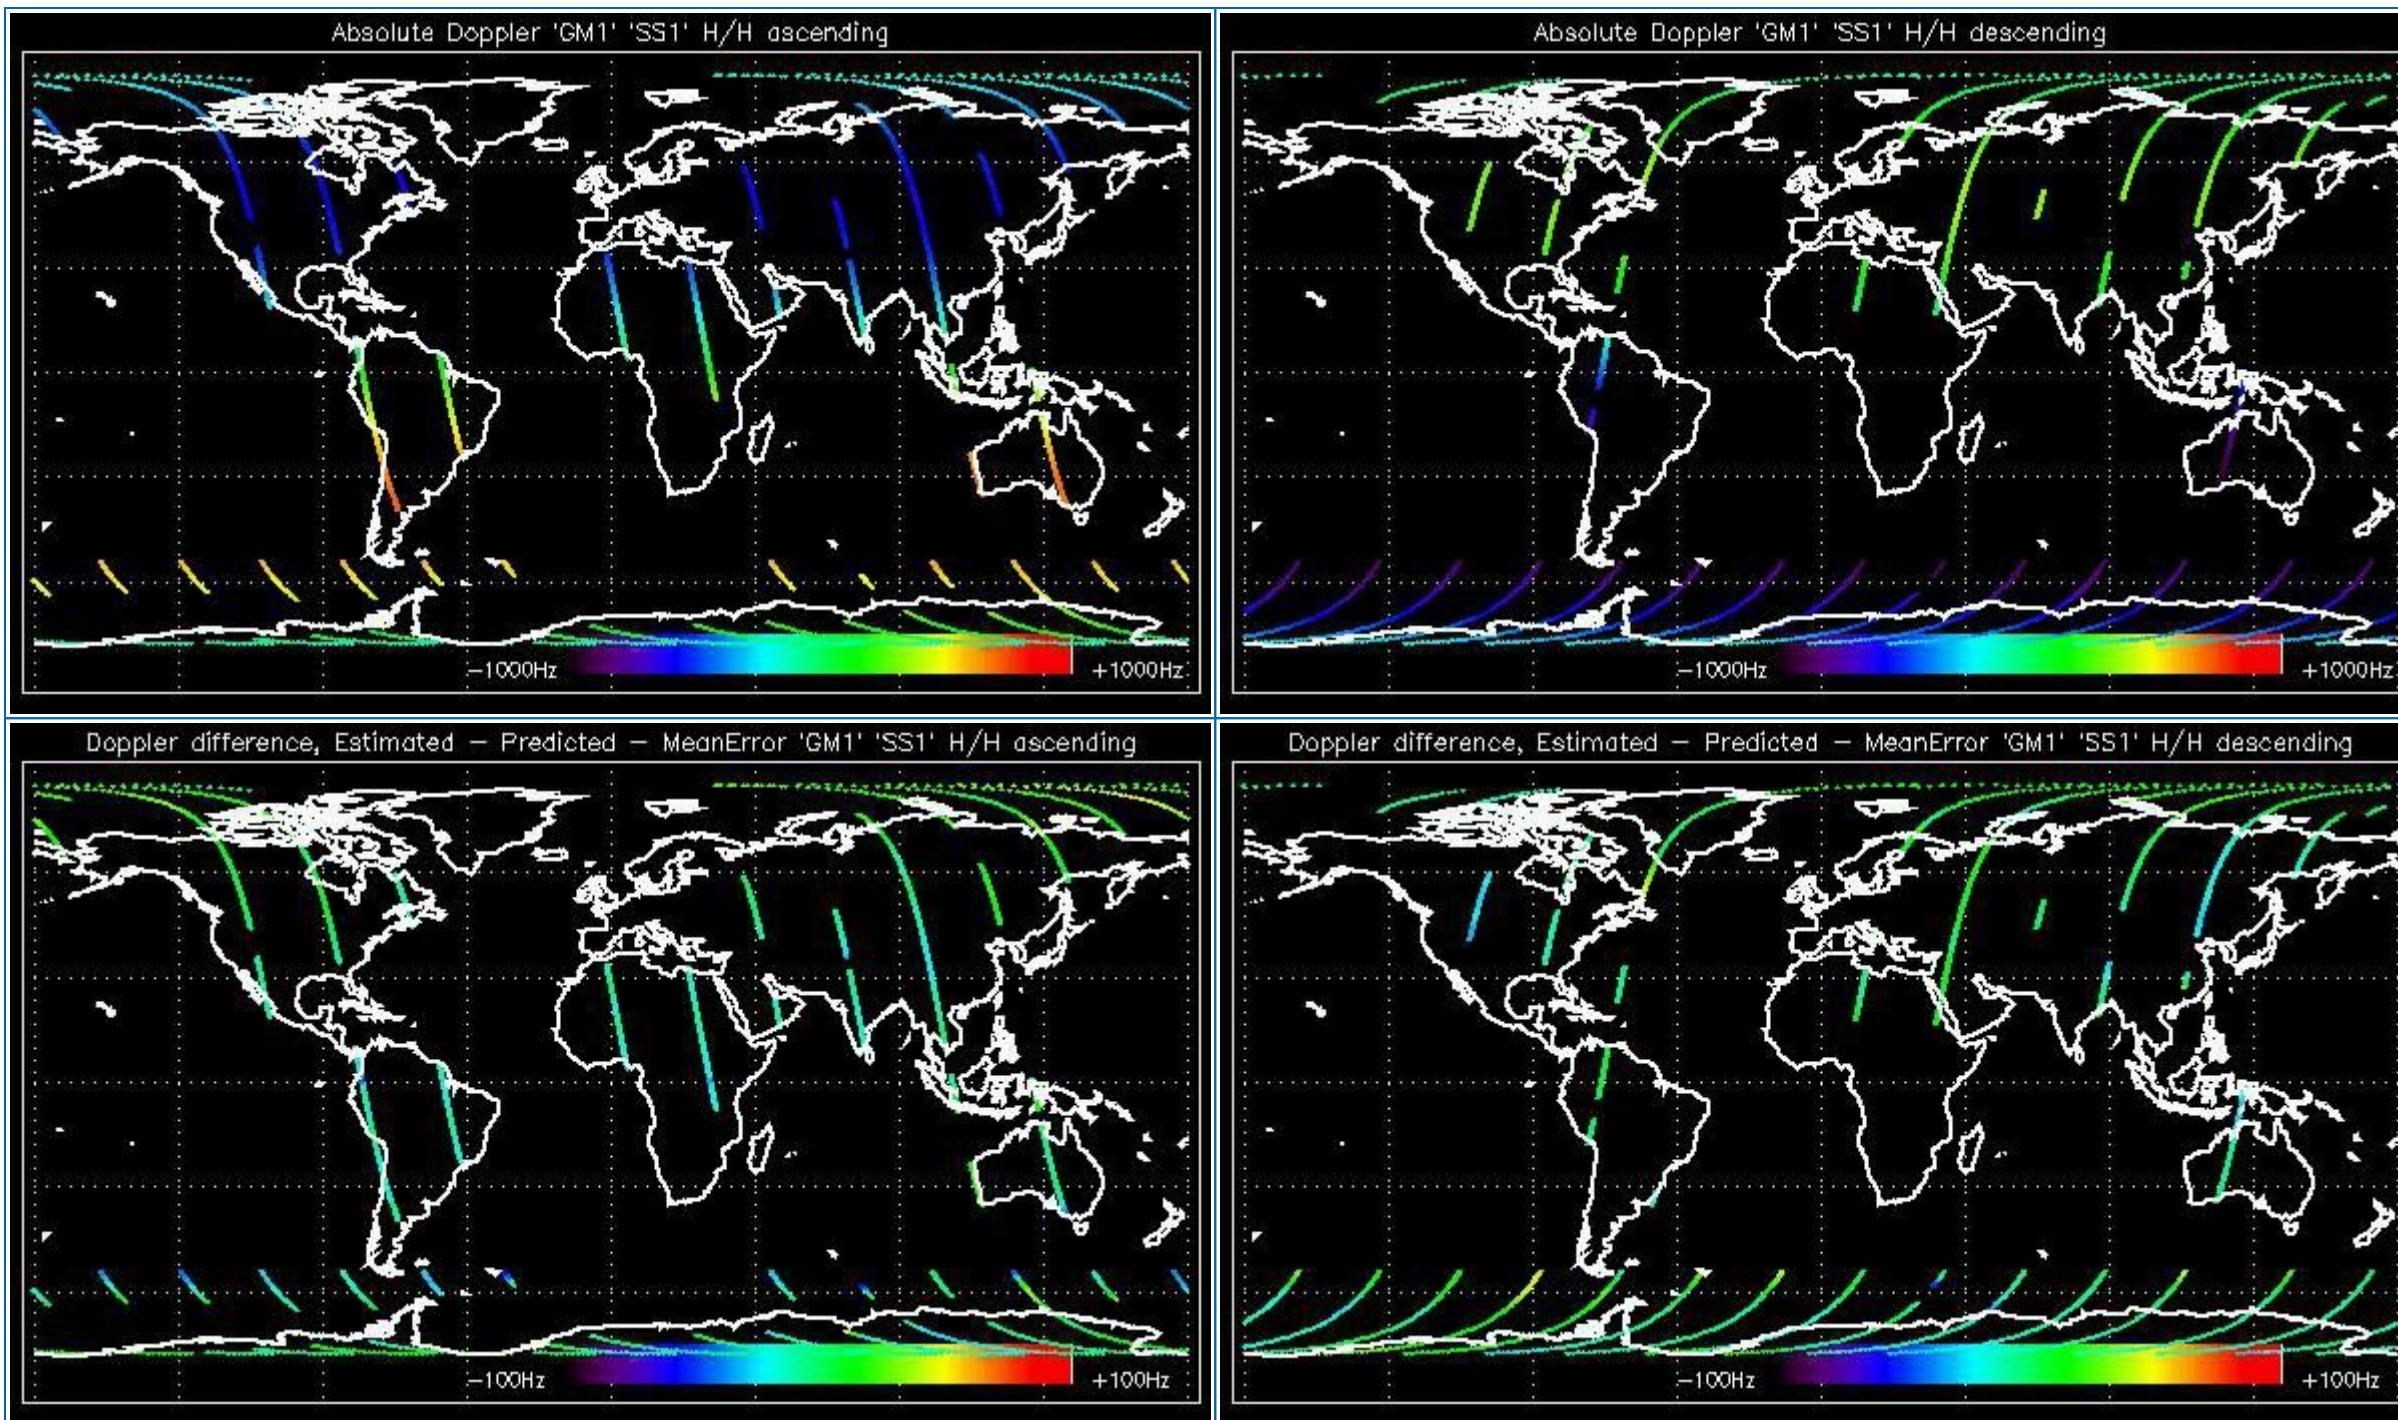 Absolute Doppler 'GM1' 'SS1' H/H ascending
−1000Hz
+1000Hz
Absolute Doppler 'GM1' 'SS1' H/H descending
−1000Hz
+1000Hz
Doppler difference, Estimated − Predicted − MeanError 'GM1' 'SS1' H/H ascending
−100Hz
+100Hz
Doppler difference, Estimated − Predicted − MeanError 'GM1' 'SS1' H/H descending
−100Hz
+100Hz